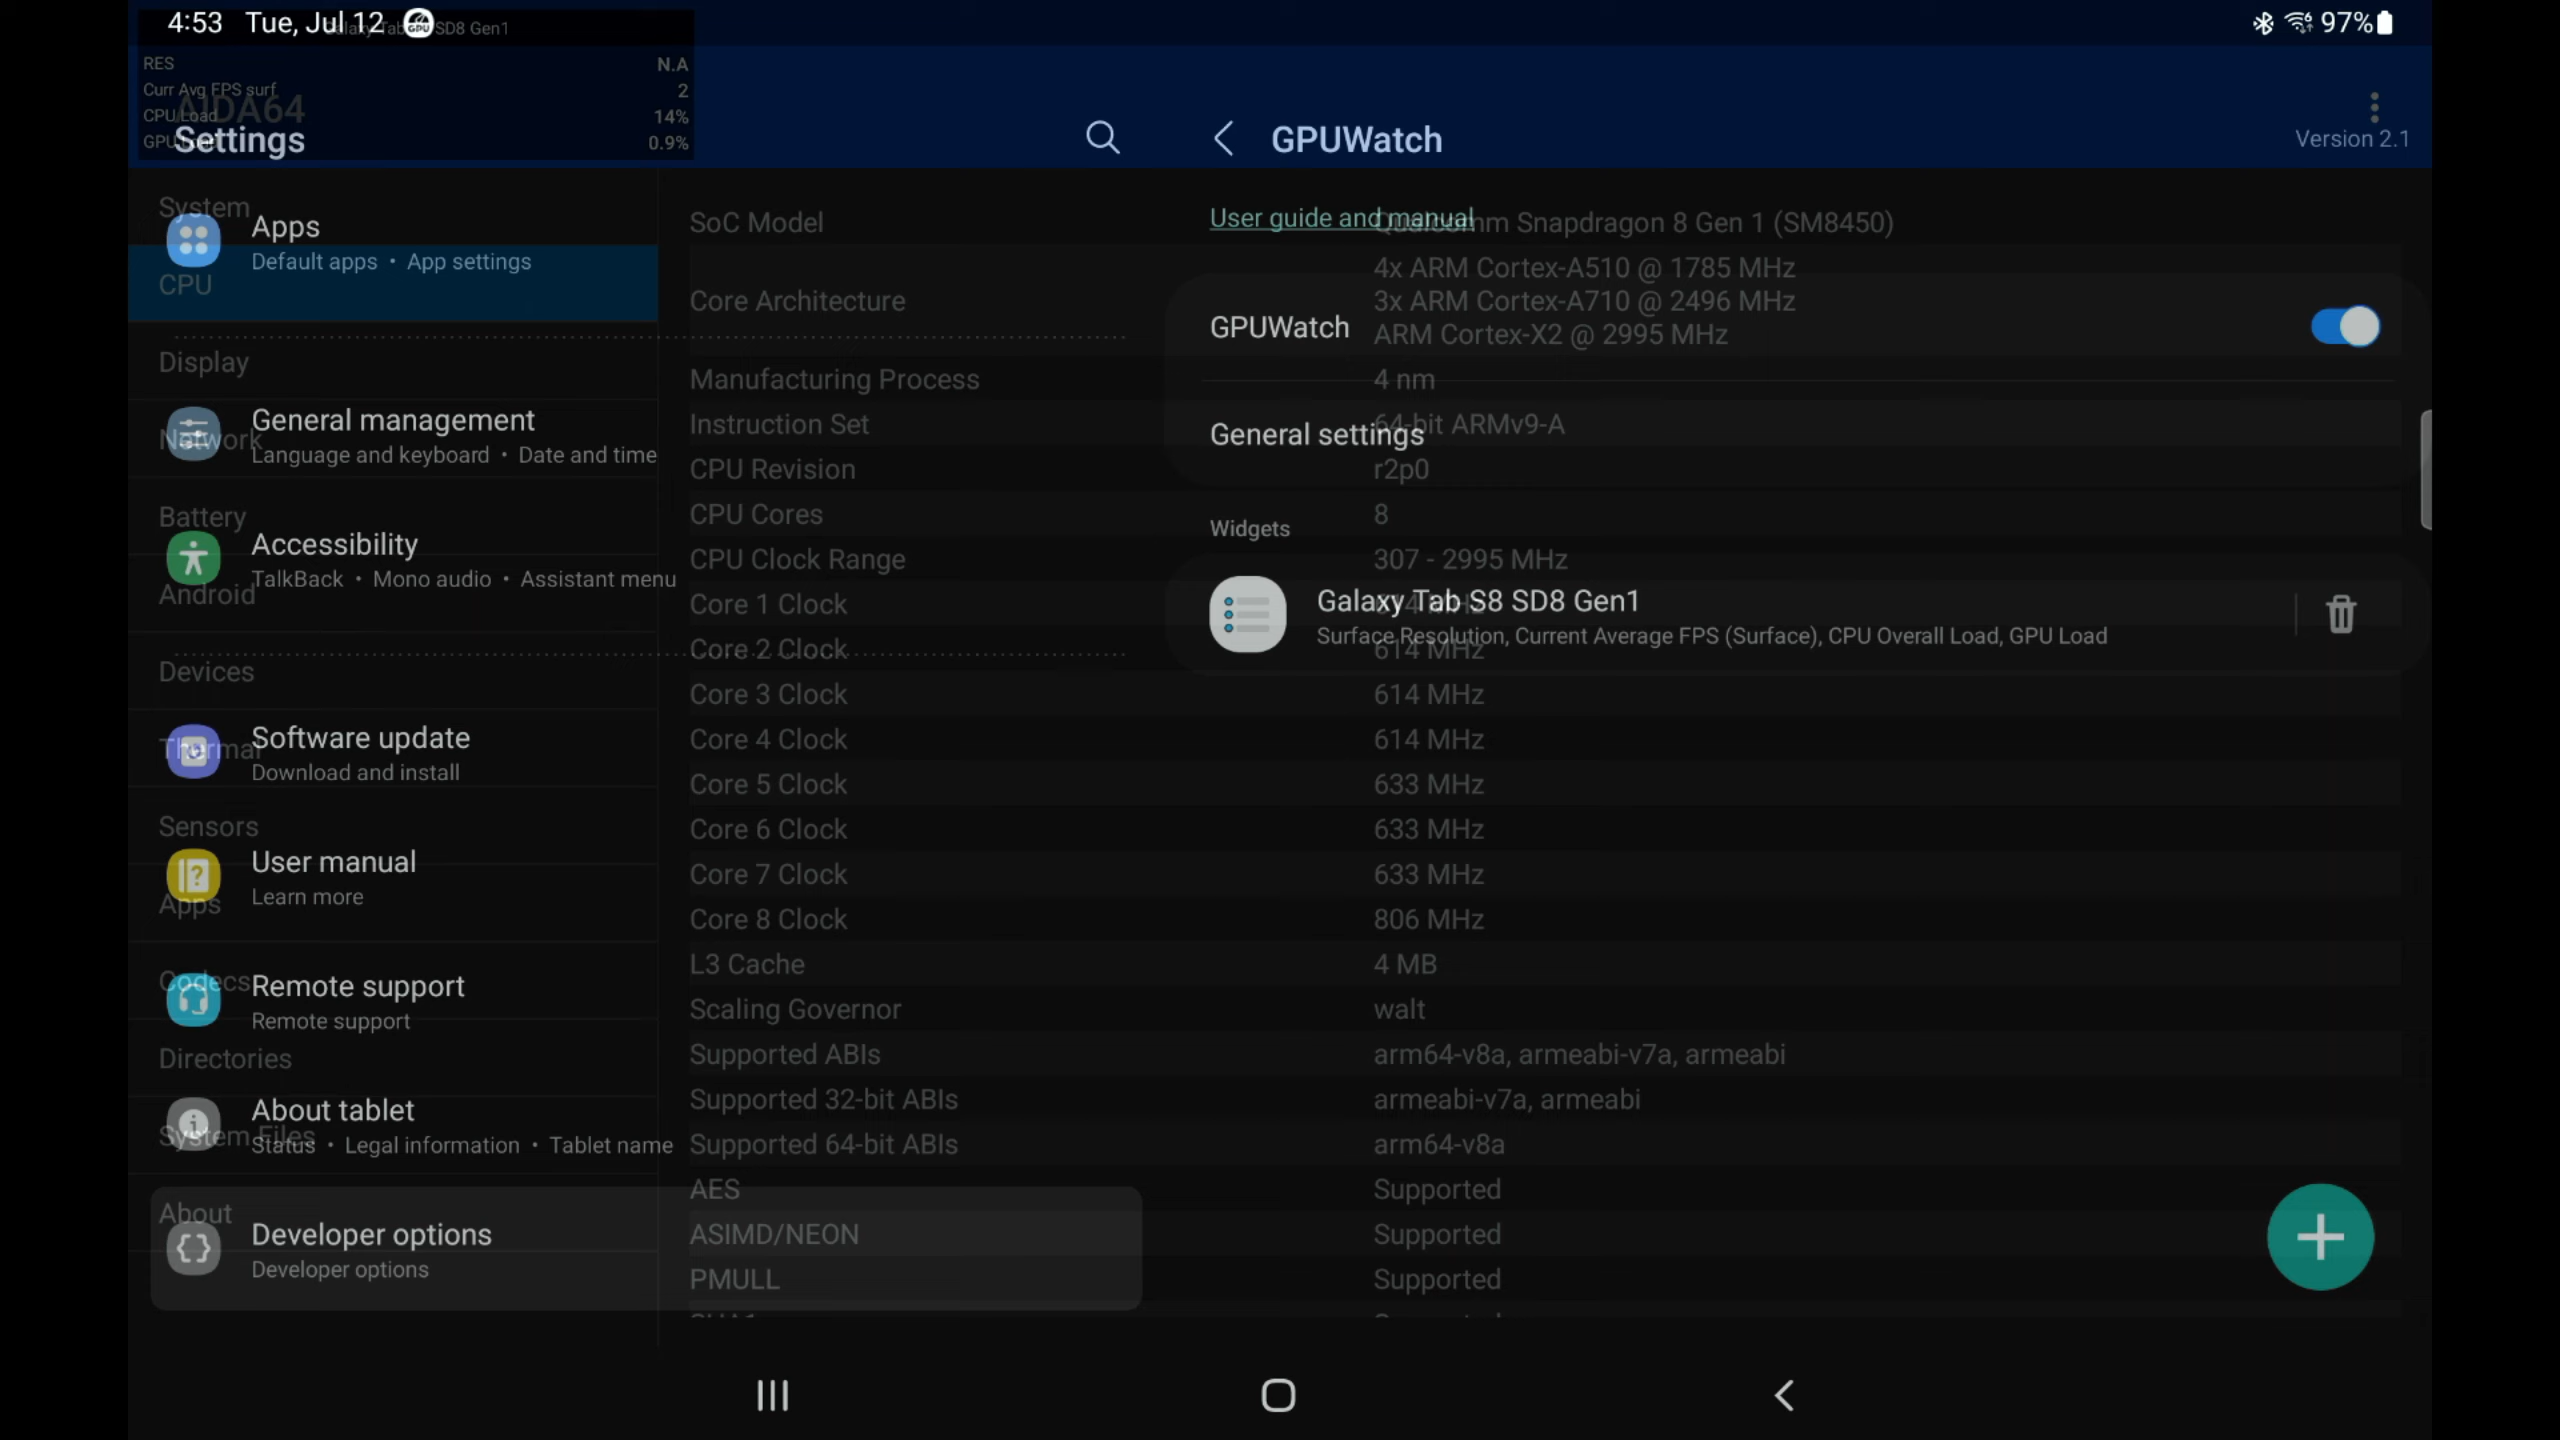 4:53 Tue, Jul 12
97%
SD8 Gen1
RES N.A
Curr Avg FPS surf 2
CPU Load 14%
GPU 0.9%
AIDA64
Settings
GPUWatch
Version 2.1
System
Apps
Default apps • App settings
CPU
Display
General management
Network
Language and keyboard • Date and time
Battery
Accessibility
TalkBack • Mono audio • Assistant menu
Android
Devices
Software update
Thermal
Download and install
Sensors
User manual
Learn more
Apps
Codecs
Remote support
Remote support
Directories
About tablet
System Files
Status • Legal information • Tablet name
About
Developer options
Developer options
SoC Model Qualcomm Snapdragon 8 Gen 1 (SM8450)
4x ARM Cortex-A510 @ 1785 MHz
Core Architecture 3x ARM Cortex-A710 @ 2496 MHz
ARM Cortex-X2 @ 2995 MHz
Manufacturing Process 4 nm
Instruction Set 64-bit ARMv9-A
CPU Revision r2p0
CPU Cores 8
CPU Clock Range 307 - 2995 MHz
Core 1 Clock 614 MHz
Core 2 Clock 614 MHz
Core 3 Clock 614 MHz
Core 4 Clock 614 MHz
Core 5 Clock 633 MHz
Core 6 Clock 633 MHz
Core 7 Clock 633 MHz
Core 8 Clock 806 MHz
L3 Cache 4 MB
Scaling Governor walt
Supported ABIs arm64-v8a, armeabi-v7a, armeabi
Supported 32-bit ABIs armeabi-v7a, armeabi
Supported 64-bit ABIs arm64-v8a
AES Supported
ASIMD/NEON Supported
PMULL Supported
User guide and manual
GPUWatch
General settings
Widgets
Galaxy Tab S8 SD8 Gen1
Surface Resolution, Current Average FPS (Surface), CPU Overall Load, GPU Load